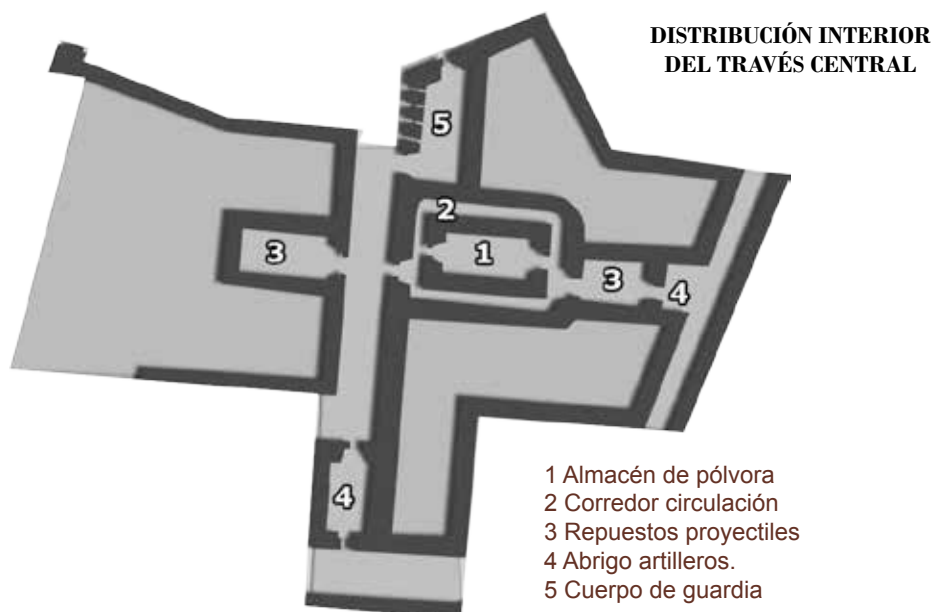 DISTRIBUCIÓN INTERIOR
DEL TRAVÉS CENTRAL
5
2
3
1
3
4
4
1 Almacén de pólvora
2 Corredor circulación
3 Repuestos proyectiles
4 Abrigo artilleros.
5 Cuerpo de guardia